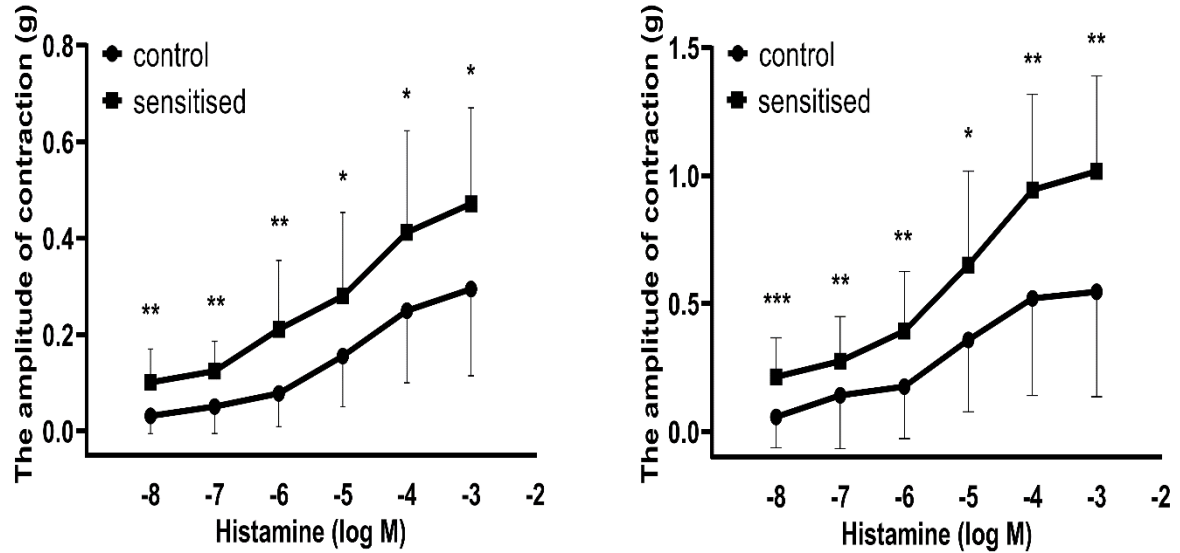 The amplitude of contraction (g)
control
sensitised
0.8
0.6
0.4
0.2
0.0
**
**
**
*
*
*
-8 -7 -6 -5 -4 -3 -2
Histamine (log M)
The amplitude of contraction (g)
control
sensitised
1.5
1.0
0.5
0.0
***
**
**
*
**
**
-8 -7 -6 -5 -4 -3 -2
Histamine (log M)